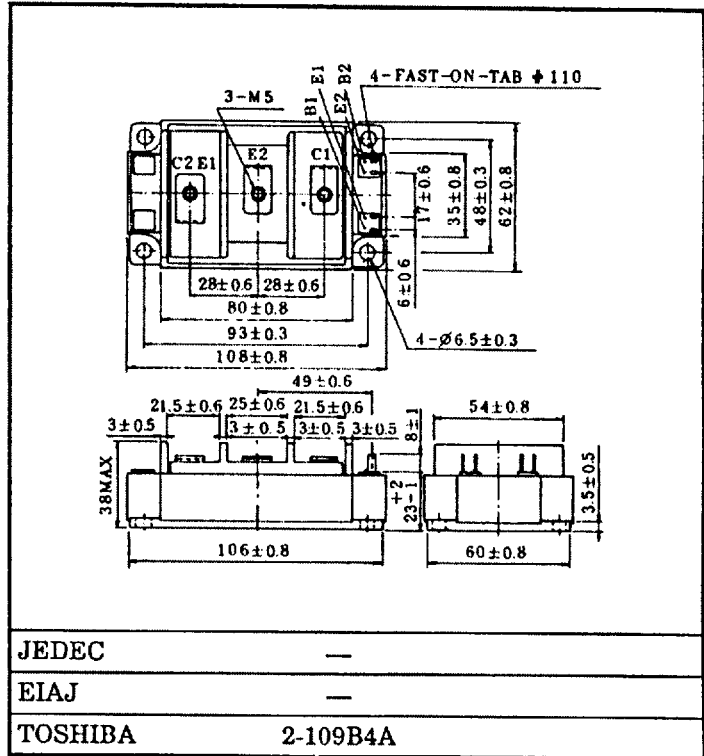 4-FAST-ON-TAB ⌖110
B1 E1 E2 B2
3-M5
C2E1
E2
C1
17±0.6
35±0.8
48±0.3
62±0.8
6±0.6
28±0.6
28±0.6
80±0.8
93±0.3
108±0.8
4-Ø6.5±0.3
49±0.6
21.5±0.6
25±0.6
21.5±0.6
3±0.5
3±0.5
3±0.5
3±0.5
8±1
38MAX
23 +2 -1
106±0.8
54±0.8
3.5±0.5
60±0.8
JEDEC —
EIAJ —
TOSHIBA 2-109B4A